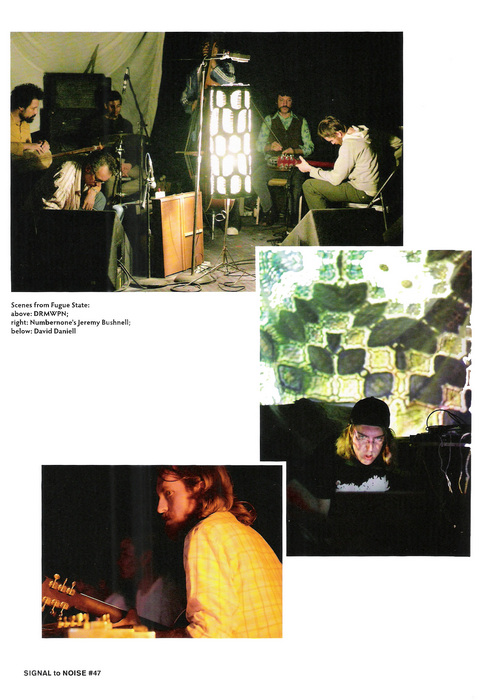 Scenes from Fugue State:
above: DRMWPN;
right: Numbernone's Jeremy Bushnell;
below: David Daniell
SIGNAL to NOISE #47